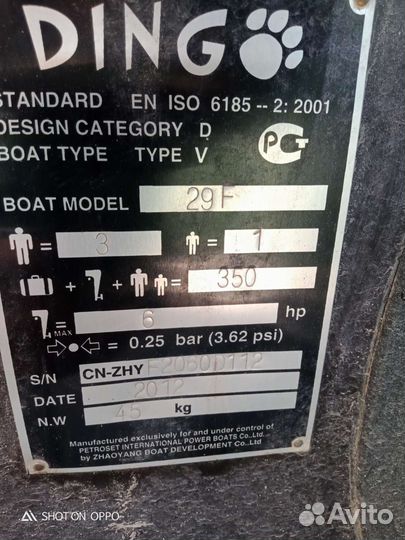 DINGO
STANDARD EN ISO 6185 -- 2: 2001
DESIGN CATEGORY D
BOAT TYPE TYPE V
PCT
BOAT MODEL 29F
= 3 = 1
+ + = 350
MAX = 6 hp
= 0.25 bar (3.62 psi)
S/N CN-ZHY
DATE 2012
N.W 45 kg
Manufactured exclusively for and under control of
PETROSET INTERNATIONAL POWER BOATS Co.,Ltd..
by ZHAOYANG BOAT DEVELOPMENT Co.,Ltd
SHOT ON OPPO
Avito